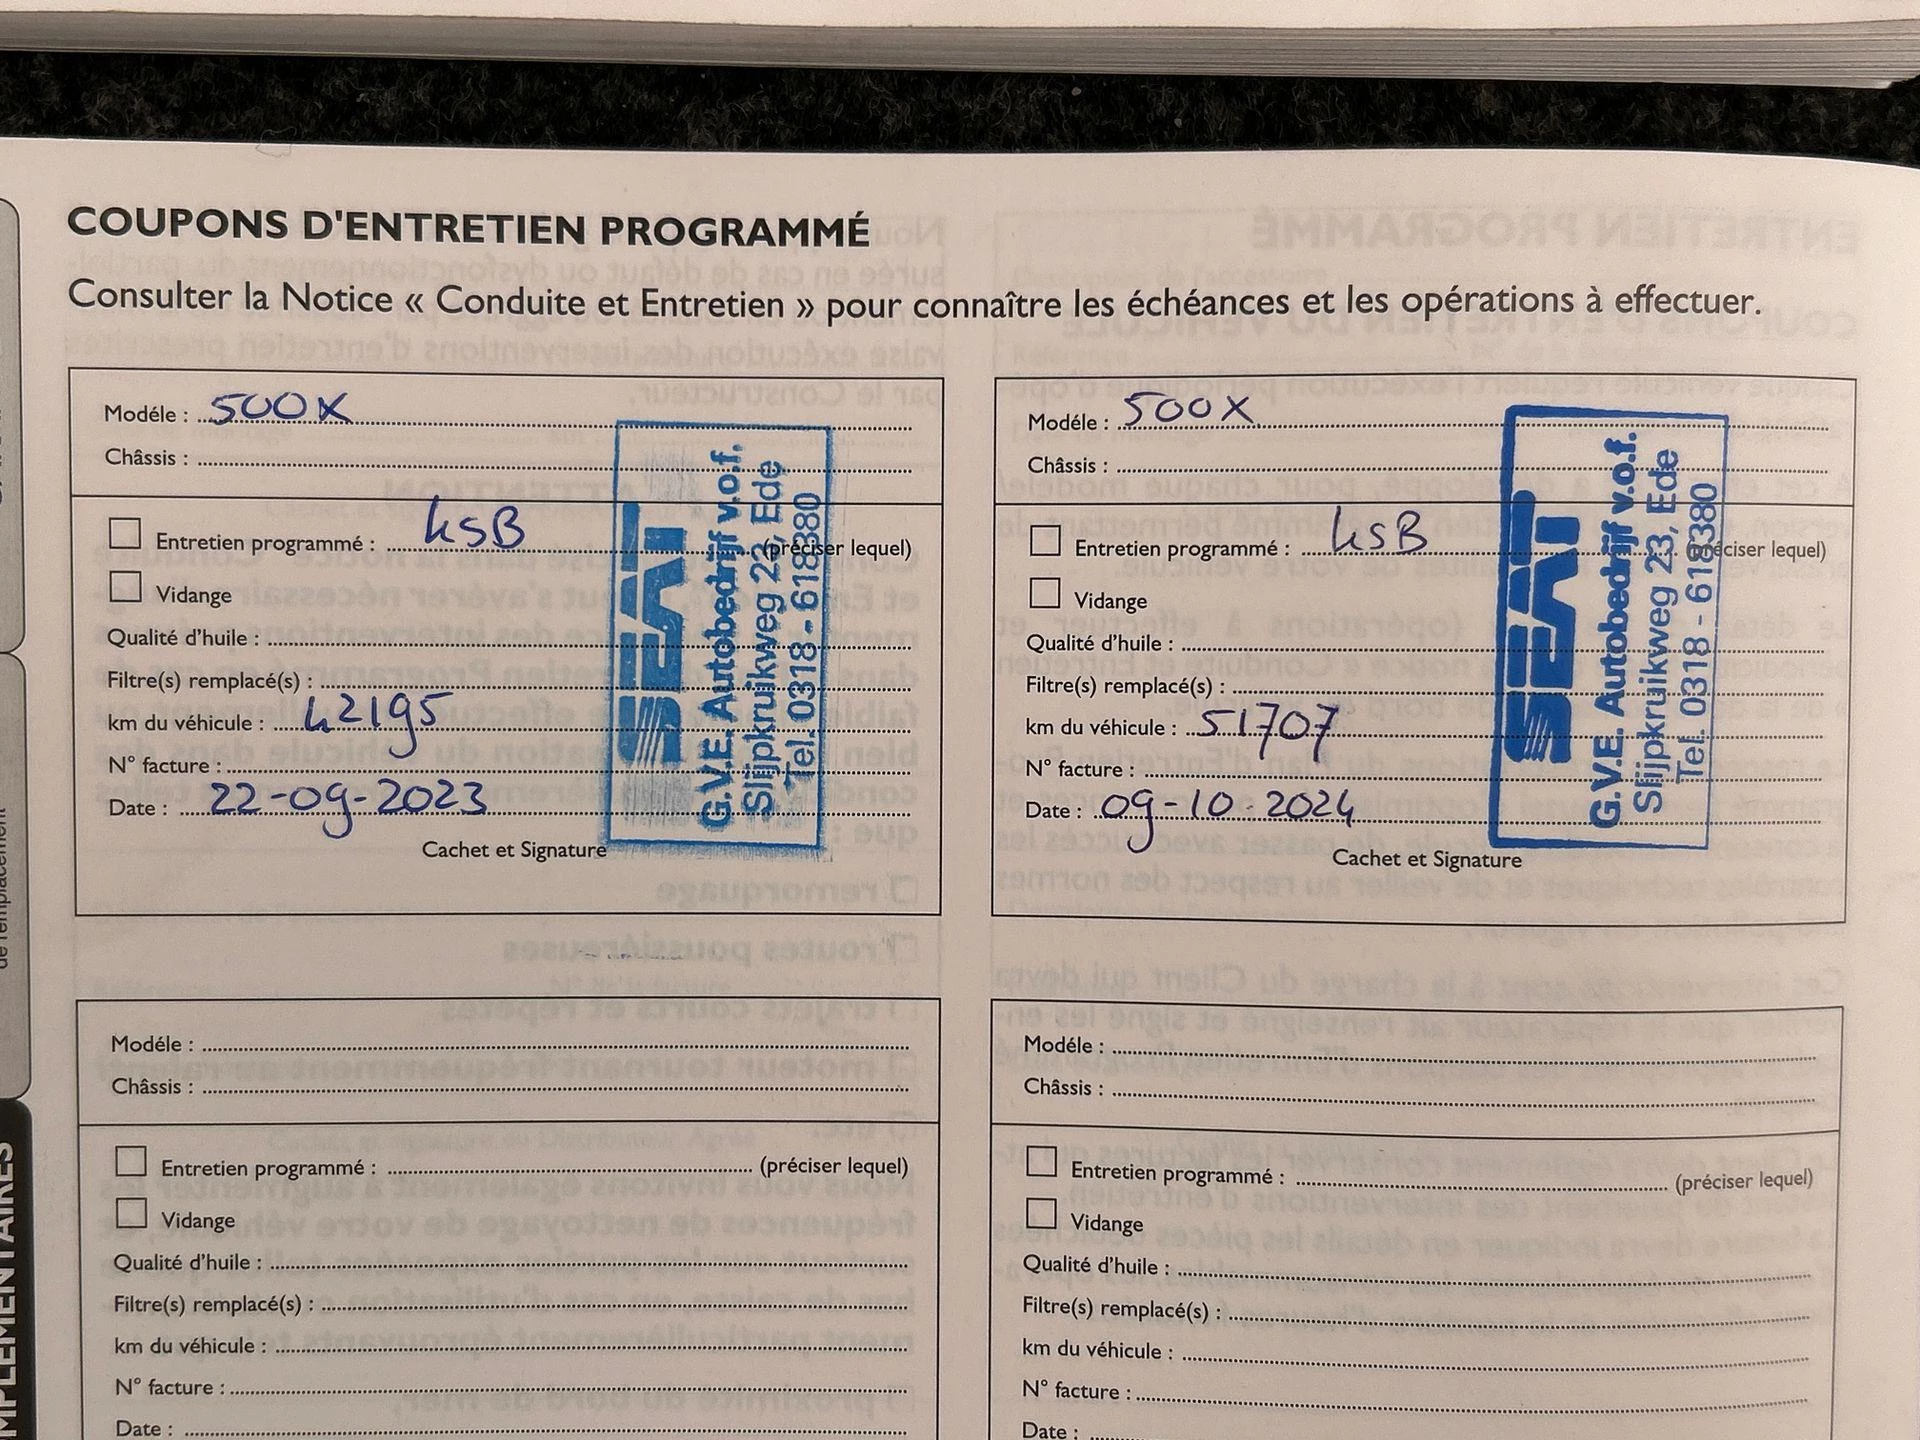 COUPONS D'ENTRETIEN PROGRAMMÉ
Consulter la Notice « Conduite et Entretien » pour connaître les échéances et les opérations à effectuer.
Modéle : 500X
Châssis :
Entretien programmé : KSB (préciser lequel)
Vidange
Qualité d'huile :
Filtre(s) remplacé(s) :
km du véhicule : 42195
N° facture :
Date : 22-09-2023
Cachet et Signature
SEAT
G.V.E. Autobedrijf v.o.f.
Slijpkruikweg 23, Ede
Tel. 0318 - 618380
Modéle : 500X
Châssis :
Entretien programmé : KSB (préciser lequel)
Vidange
Qualité d'huile :
Filtre(s) remplacé(s) :
km du véhicule : 51707
N° facture :
Date : 09-10-2024
Cachet et Signature
SEAT
G.V.E. Autobedrijf v.o.f.
Slijpkruikweg 23, Ede
Tel. 0318 - 618380
Modéle :
Châssis :
Entretien programmé : (préciser lequel)
Vidange
Qualité d'huile :
Filtre(s) remplacé(s) :
km du véhicule :
N° facture :
Date :
Modéle :
Châssis :
Entretien programmé : (préciser lequel)
Vidange
Qualité d'huile :
Filtre(s) remplacé(s) :
km du véhicule :
N° facture :
Date :
de remplacement